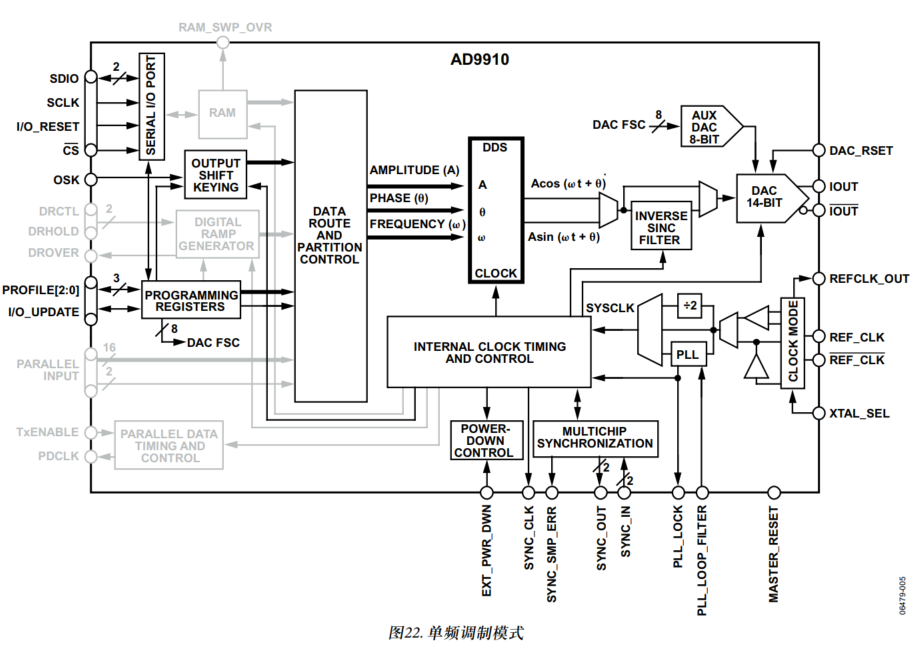 RAM_SWP_OVR
AD9910
SDIO
2
SERIAL I/O PORT
SCLK
I/O_RESET
CS
RAM
OSK
OUTPUT
SHIFT
KEYING
DRCTL
2
DRHOLD
DROVER
DIGITAL
RAMP
GENERATOR
PROFILE[2:0]
3
I/O_UPDATE
PROGRAMMING
REGISTERS
8
DAC FSC
PARALLEL
INPUT
16
2
TxENABLE
PDCLK
PARALLEL DATA
TIMING AND
CONTROL
DATA
ROUTE
AND
PARTITION
CONTROL
AMPLITUDE (A)
PHASE (θ)
FREQUENCY (ω)
DDS
A
θ
ω
CLOCK
Acos (ωt + θ)
Asin (ωt + θ)
INVERSE
SINC
FILTER
DAC FSC
8
AUX
DAC
8-BIT
DAC
14-BIT
DAC_RSET
IOUT
IOUT
INTERNAL CLOCK TIMING
AND CONTROL
SYSCLK
÷2
PLL
CLOCK MODE
REFCLK_OUT
REF_CLK
REF_CLK
XTAL_SEL
POWER-
DOWN
CONTROL
MULTICHIP
SYNCHRONIZATION
2
2
EXT_PWR_DWN
SYNC_CLK
SYNC_SMP_ERR
SYNC_OUT
SYNC_IN
PLL_LOCK
PLL_LOOP_FILTER
MASTER_RESET
06479-005
图22. 单频调制模式